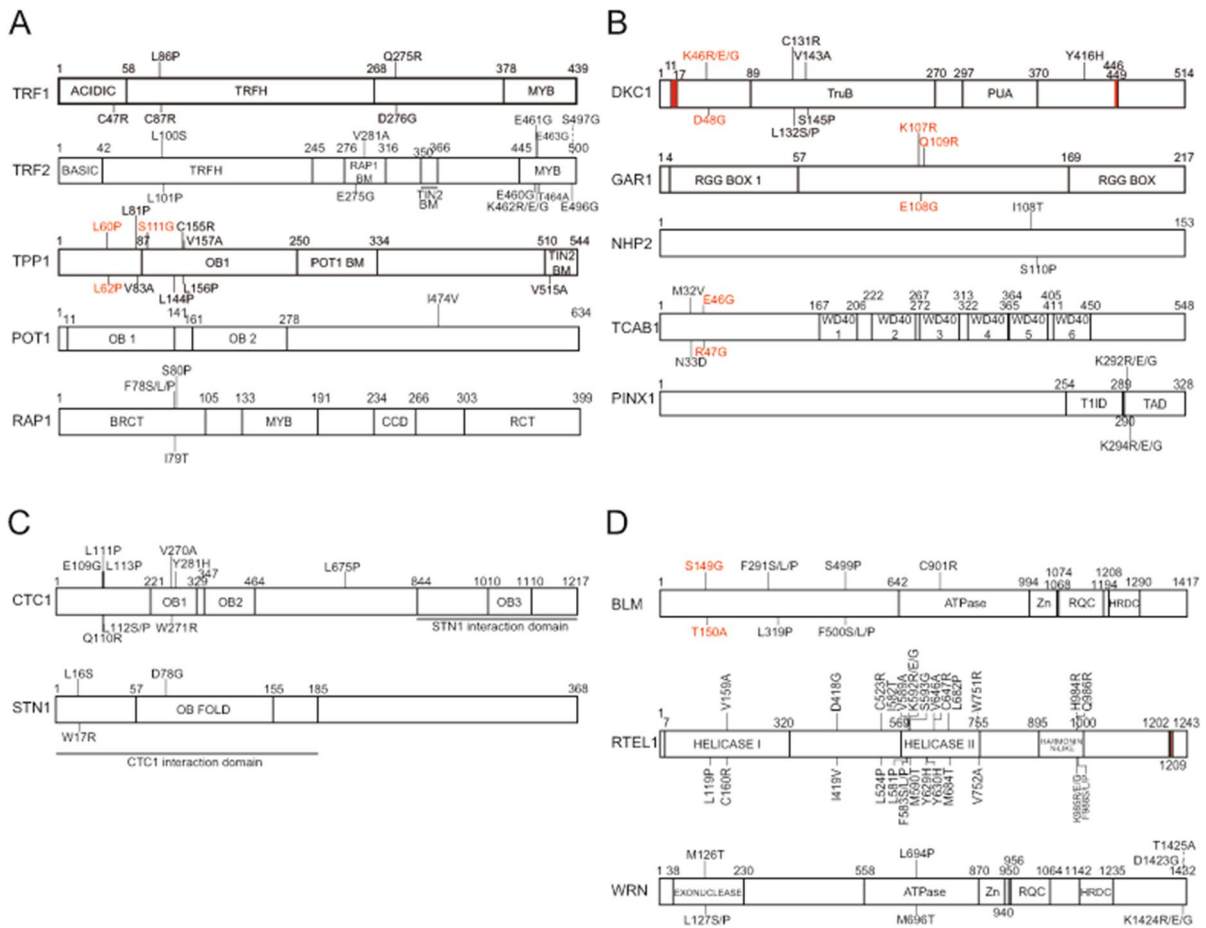 A
L86P Q275R
1 58 268 378 439
TRF1 ACIDIC TRFH MYB
C47R C87R D276G
L100S V281A E461G E463G S497G
1 42 245 276 316 350 366 445 500
TRF2 BASIC TRFH RAP1 BM MYB
L101P E275G TIN2 BM E460G T464A
K462R/E/G E496G
L81P
L60P S111G C155R
1 87 V157A 250 334 510 544
TPP1 OB1 POT1 BM TIN2 BM
L62P V83A L156P V515A
L144P
I474V
1 11 141 161 278 634
POT1 OB 1 OB 2
S80P
F78S/L/P
1 105 133 191 234 266 303 399
RAP1 BRCT MYB CCD RCT
I79T
B
C131R
K46R/E/G V143A Y416H
1 11 17 89 270 297 370 446 449 514
DKC1 TruB PUA
D48G S145P
L132S/P
K107R
Q109R
1 4 57 169 217
GAR1 RGG BOX 1 RGG BOX
E108G I108T
1 153
NHP2
S110P
M32V E46G
1 167 206 222 267 272 313 322 364 365 405 411 450 548
TCAB1 WD40 1 WD40 2 WD40 3 WD40 4 WD40 5 WD40 6
R47G
N33D
K292R/E/G
1 254 289 328
PINX1 T1ID TAD
290
K294R/E/G
C
L111P V270A
E109G L113P Y281H L675P
1 221 329 347 464 844 1010 1110 1217
CTC1 OB1 OB2 OB3
L112S/P W271R STN1 interaction domain
Q110R
L16S D78G
1 57 155 185 368
STN1 OB FOLD
W17R
CTC1 interaction domain
D
S149G F291S/L/P S499P C901R
1 642 994 1068 1074 1194 1208 1290 1417
BLM ATPase Zn RQC HRDC
T150A L319P F500S/L/P
V159A D418G C523R I582T V589A K592R/E/G S593G V646A C647R L682P W751R H984R Q986R
1 7 320 569 755 895 1000 1202 1243
RTEL1 HELICASE I HELICASE II HARMONIN N-LIKE
1209
L119P C160R I419V L524P L581P F583S/L/P M590T Y629H Y630H M684T V752A K985R/E/G F988S/L/P
T1425A
M126T L694P D1423G
1 38 230 558 870 950 956 1064 1142 1235 1432
WRN EXONUCLEASE ATPase Zn RQC HRDC
L127S/P M696T 940 K1424R/E/G